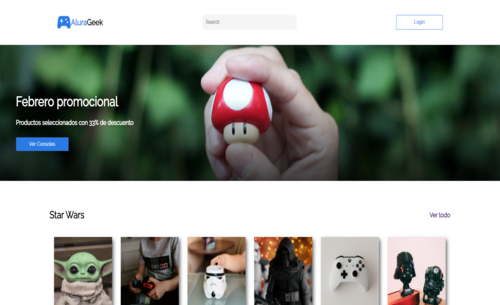 AluraGeek
Search
Login
Febrero promocional
Productos seleccionados con 33% de descuento
Ver Consolas
Star Wars
Ver todo